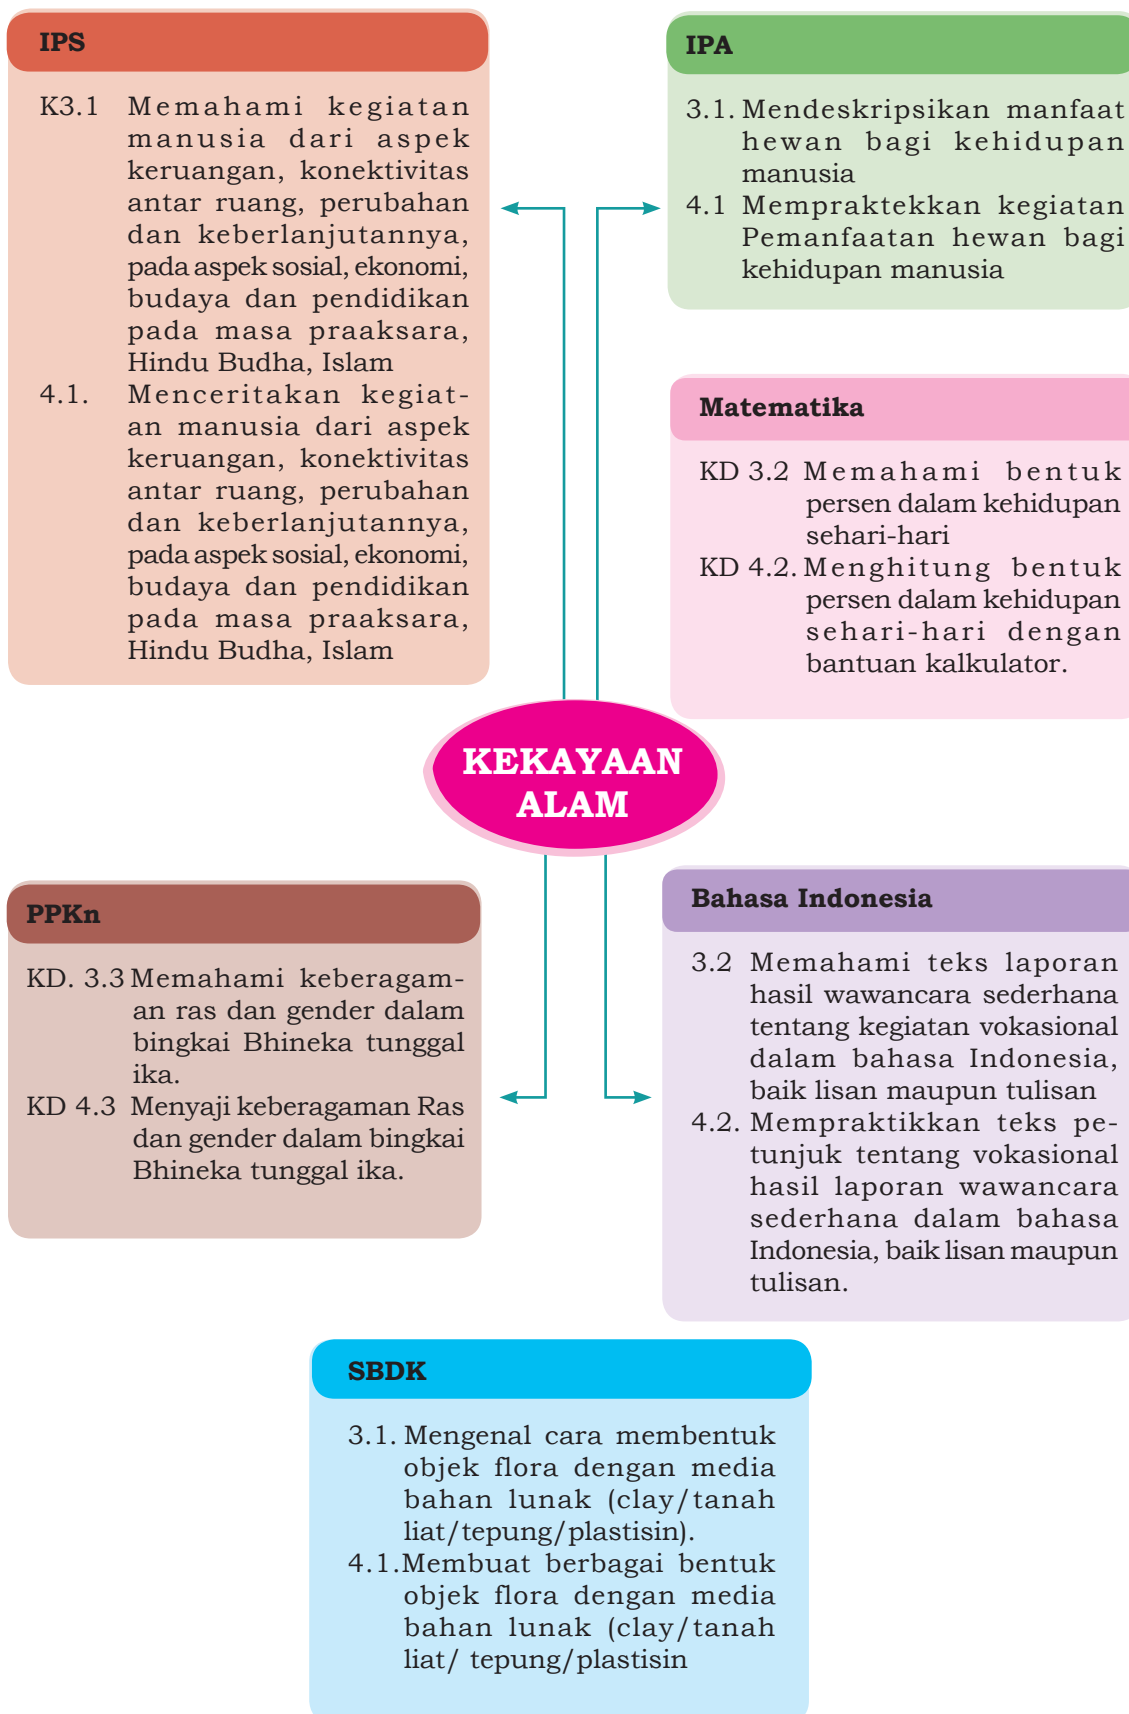 IPS
K3.1 Memahami kegiatan
manusia dari aspek
keruangan, konektivitas
antar ruang, perubahan
dan keberlanjutannya,
pada aspek sosial, ekonomi,
budaya dan pendidikan
pada masa praaksara,
Hindu Budha, Islam
4.1. Menceritakan kegiat-
an manusia dari aspek
keruangan, konektivitas
antar ruang, perubahan
dan keberlanjutannya,
pada aspek sosial, ekonomi,
budaya dan pendidikan
pada masa praaksara,
Hindu Budha, Islam
IPA
3.1. Mendeskripsikan manfaat
hewan bagi kehidupan
manusia
4.1 Mempraktekkan kegiatan
Pemanfaatan hewan bagi
kehidupan manusia
Matematika
KD 3.2 Memahami bentuk
persen dalam kehidupan
sehari-hari
KD 4.2. Menghitung bentuk
persen dalam kehidupan
sehari-hari dengan
bantuan kalkulator.
KEKAYAAN
ALAM
PPKn
KD. 3.3 Memahami keberagam-
an ras dan gender dalam
bingkai Bhineka tunggal
ika.
KD 4.3 Menyaji keberagaman Ras
dan gender dalam bingkai
Bhineka tunggal ika.
Bahasa Indonesia
3.2 Memahami teks laporan
hasil wawancara sederhana
tentang kegiatan vokasional
dalam bahasa Indonesia,
baik lisan maupun tulisan
4.2. Mempraktikkan teks pe-
tunjuk tentang vokasional
hasil laporan wawancara
sederhana dalam bahasa
Indonesia, baik lisan maupun
tulisan.
SBDK
3.1. Mengenal cara membentuk
objek flora dengan media
bahan lunak (clay/tanah
liat/tepung/plastisin).
4.1.Membuat berbagai bentuk
objek flora dengan media
bahan lunak (clay/tanah
liat/ tepung/plastisin